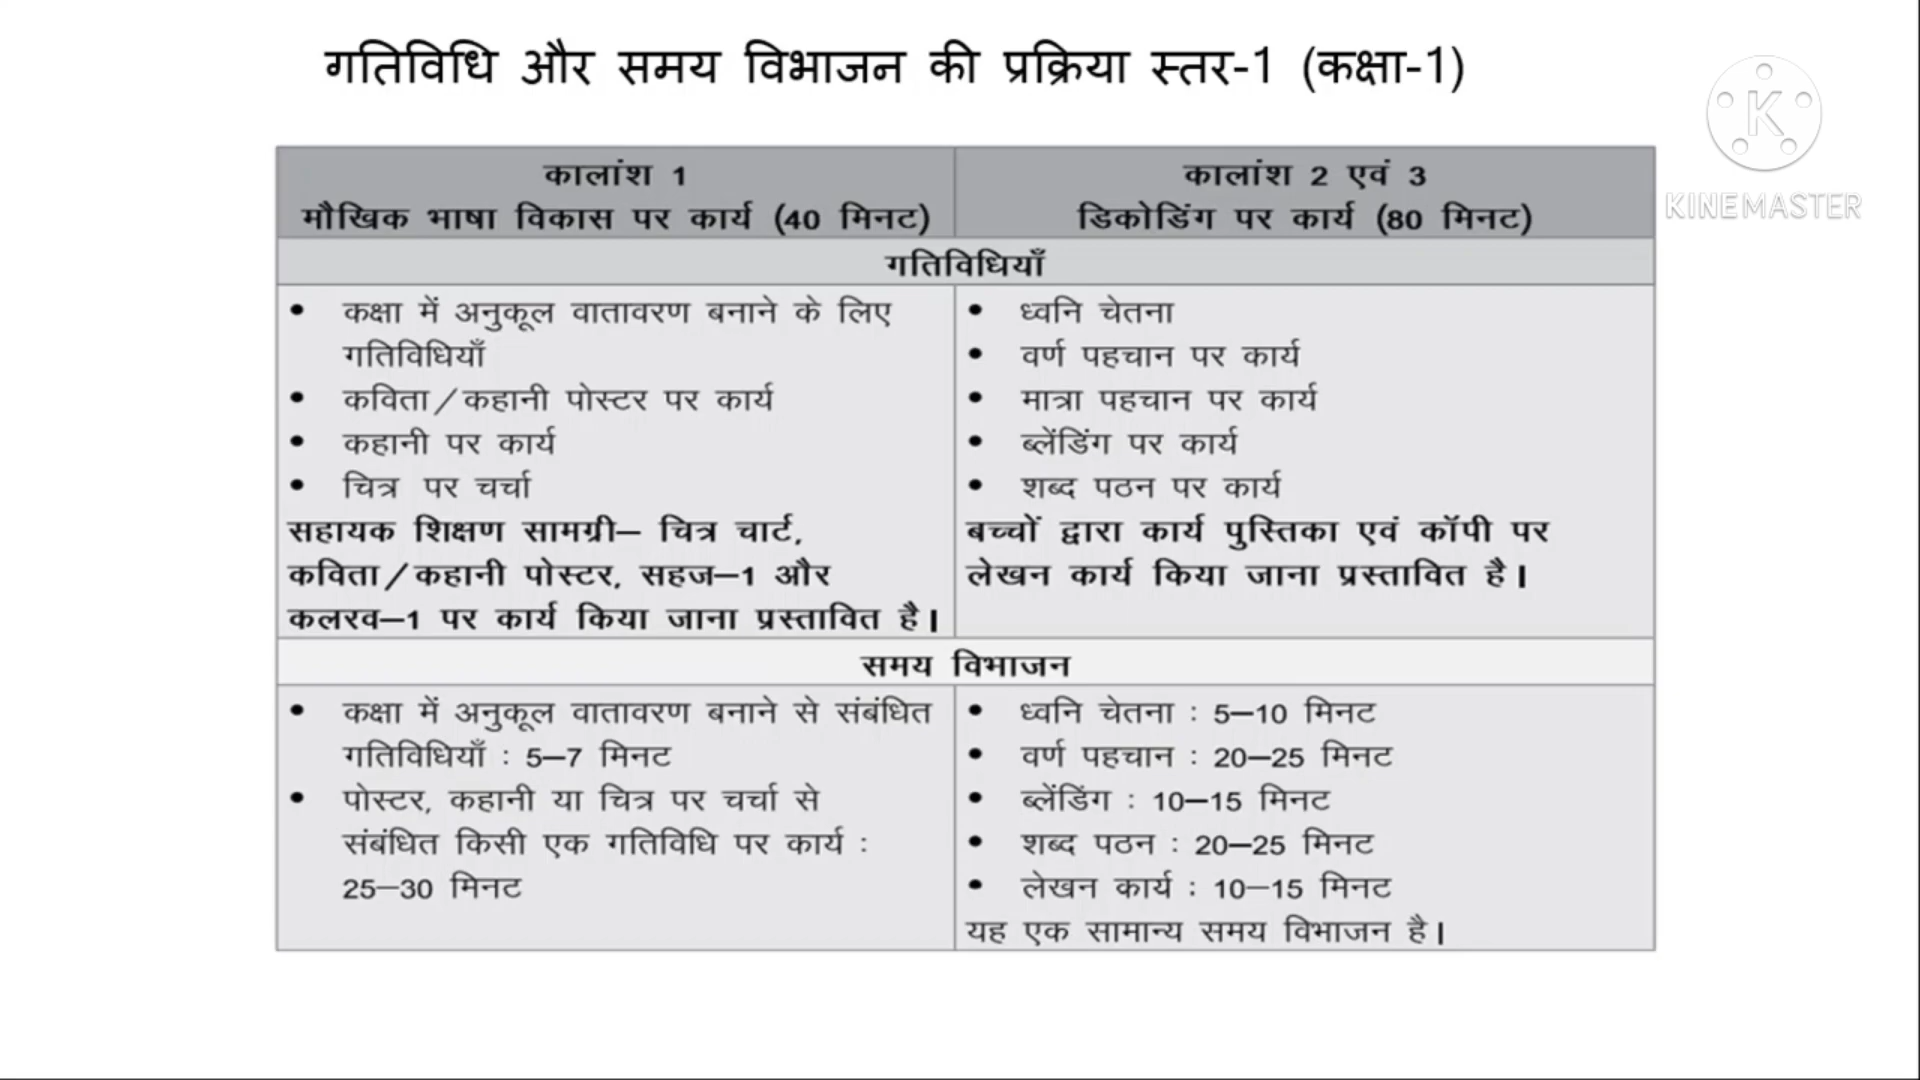 गतिविधि और समय विभाजन की प्रक्रिया स्तर-1 (कक्षा-1)
K
KINEMASTER
कालांश 1
मौखिक भाषा विकास पर कार्य (40 मिनट)
कालांश 2 एवं 3
डिकोडिंग पर कार्य (80 मिनट)
गतिविधियाँ
• कक्षा में अनुकूल वातावरण बनाने के लिए
गतिविधियाँ
• कविता/कहानी पोस्टर पर कार्य
• कहानी पर कार्य
• चित्र पर चर्चा
सहायक शिक्षण सामग्री– चित्र चार्ट,
कविता/कहानी पोस्टर, सहज–1 और
कलरव–1 पर कार्य किया जाना प्रस्तावित है।
• ध्वनि चेतना
• वर्ण पहचान पर कार्य
• मात्रा पहचान पर कार्य
• ब्लेंडिंग पर कार्य
• शब्द पठन पर कार्य
बच्चों द्वारा कार्य पुस्तिका एवं कॉपी पर
लेखन कार्य किया जाना प्रस्तावित है।
समय विभाजन
• कक्षा में अनुकूल वातावरण बनाने से संबंधित
गतिविधियाँ : 5–7 मिनट
• पोस्टर, कहानी या चित्र पर चर्चा से
संबंधित किसी एक गतिविधि पर कार्य :
25–30 मिनट
• ध्वनि चेतना : 5–10 मिनट
• वर्ण पहचान : 20–25 मिनट
• ब्लेंडिंग : 10–15 मिनट
• शब्द पठन : 20–25 मिनट
• लेखन कार्य : 10–15 मिनट
यह एक सामान्य समय विभाजन है।